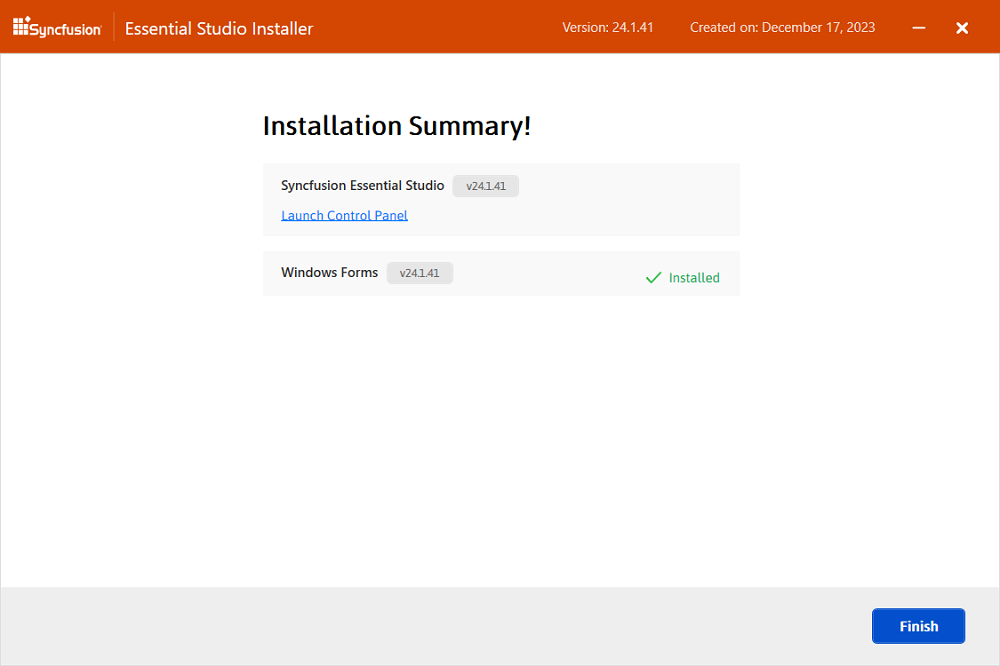 Syncfusion Essential Studio Installer Version: 24.1.41 Created on: December 17, 2023
Installation Summary!
Syncfusion Essential Studio v24.1.41
Launch Control Panel
Windows Forms v24.1.41 Installed
Finish